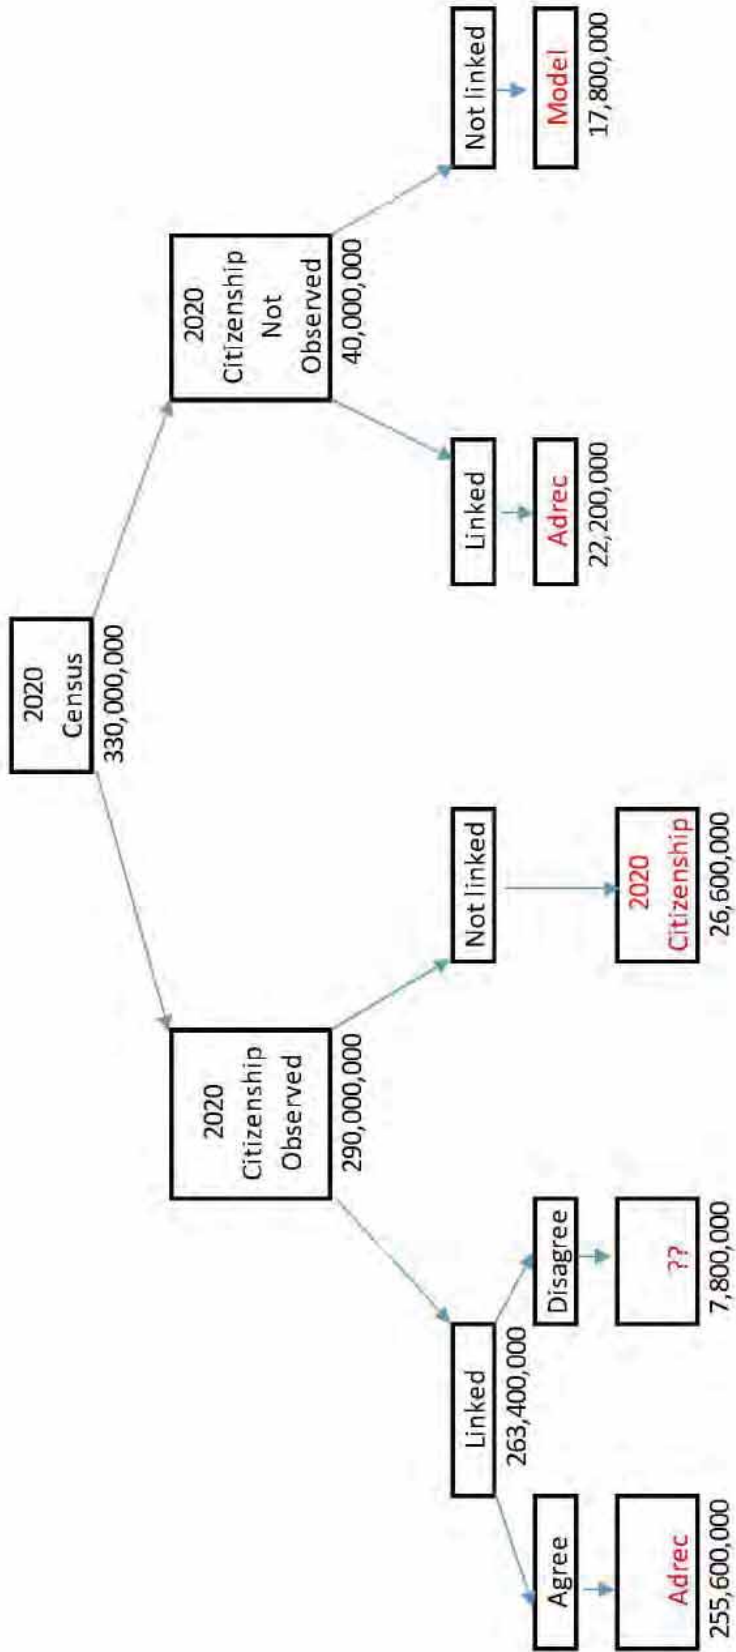 2020
Census
330,000,000
2020
Citizenship
Observed
290,000,000
2020
Citizenship
Not
Observed
40,000,000
Linked
263,400,000
Not linked
Linked
Not linked
Agree
Disagree
Adrec
22,200,000
Model
17,800,000
Adrec
255,600,000
??
7,800,000
2020
Citizenship
26,600,000